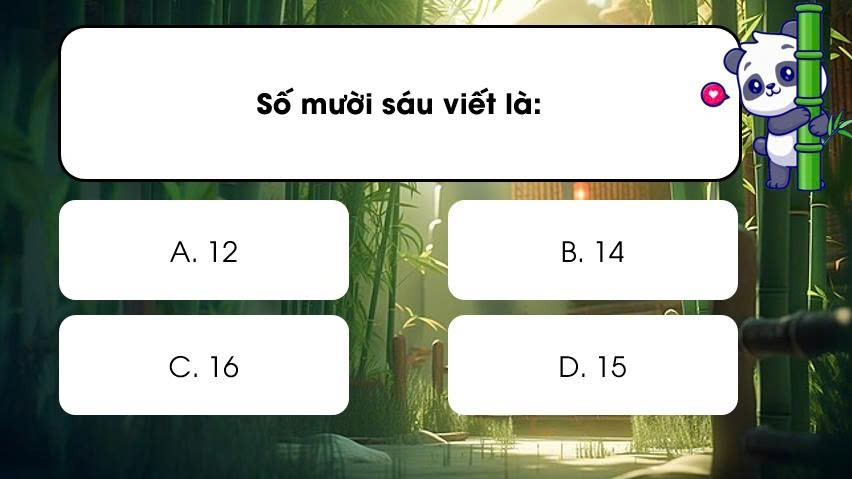 Số mười sáu viết là:
A. 12
B. 14
C. 16
D. 15